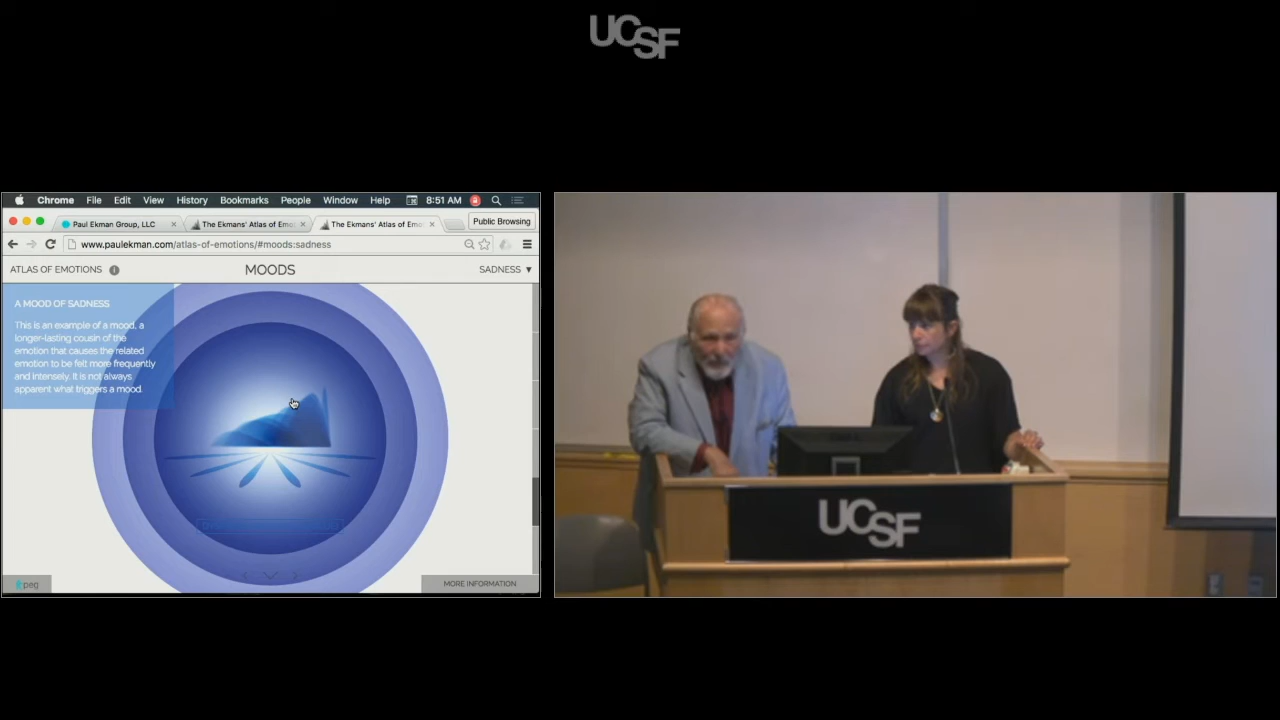 UCSF
Chrome File Edit View History Bookmarks People Window Help 8:51 AM
Paul Ekman Group, LLC The Ekmans' Atlas of Emo The Ekmans' Atlas of Emo Public Browsing
www.paulekman.com/atlas-of-emotions/#moods:sadness
ATLAS OF EMOTIONS i MOODS SADNESS ▼
A MOOD OF SADNESS
This is an example of a mood, a
longer-lasting cousin of the
emotion that causes the related
emotion to be felt more frequently
and intensely. It is not always
apparent what triggers a mood.
peg MORE INFORMATION
UCSF